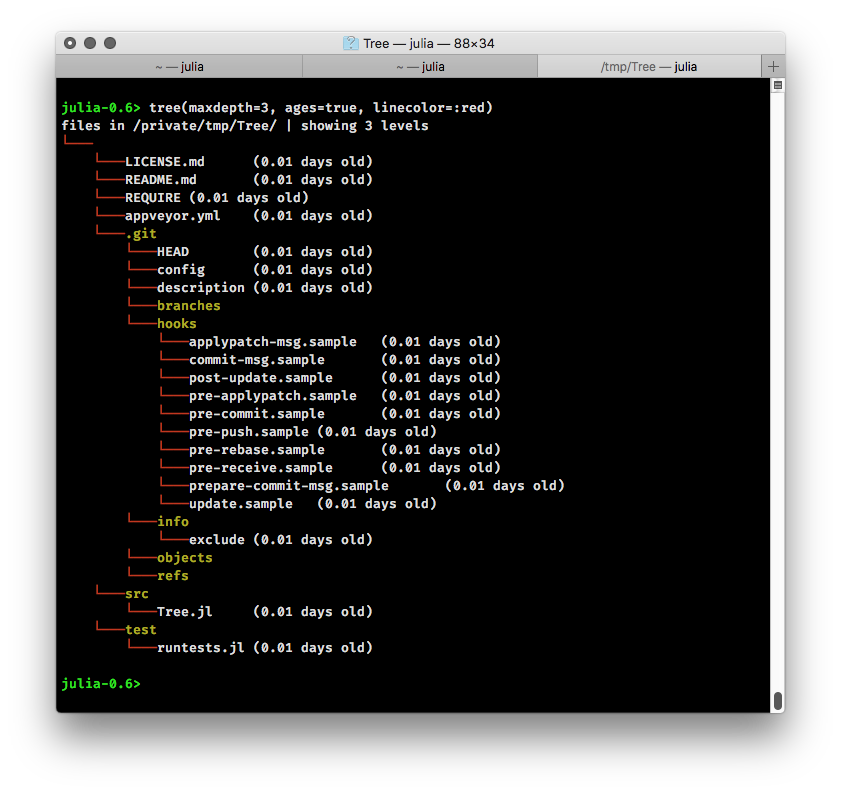 Tree — julia — 88×34
~ — julia
~ — julia
/tmp/Tree — julia
julia-0.6> tree(maxdepth=3, ages=true, linecolor=:red)
files in /private/tmp/Tree/ | showing 3 levels
LICENSE.md (0.01 days old)
README.md (0.01 days old)
REQUIRE (0.01 days old)
appveyor.yml (0.01 days old)
.git
HEAD (0.01 days old)
config (0.01 days old)
description (0.01 days old)
branches
hooks
applypatch-msg.sample (0.01 days old)
commit-msg.sample (0.01 days old)
post-update.sample (0.01 days old)
pre-applypatch.sample (0.01 days old)
pre-commit.sample (0.01 days old)
pre-push.sample (0.01 days old)
pre-rebase.sample (0.01 days old)
pre-receive.sample (0.01 days old)
prepare-commit-msg.sample (0.01 days old)
update.sample (0.01 days old)
info
exclude (0.01 days old)
objects
refs
src
Tree.jl (0.01 days old)
test
runtests.jl (0.01 days old)
julia-0.6>